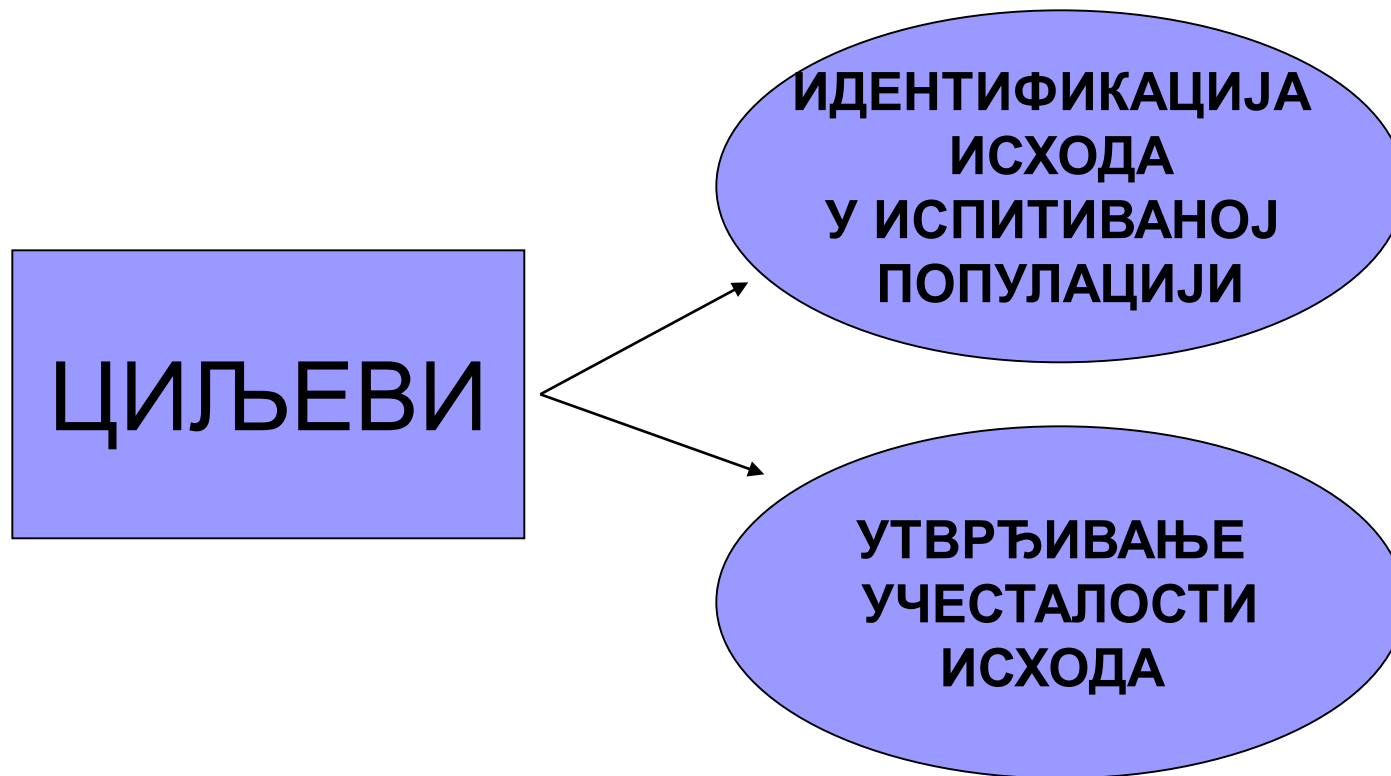 ЦИЉЕВИ
ИДЕНТИФИКАЦИЈА
ИСХОДА
У ИСПИТИВАНОЈ
ПОПУЛАЦИЈИ
УТВРЂИВАЊЕ
УЧЕСТАЛОСТИ
ИСХОДА